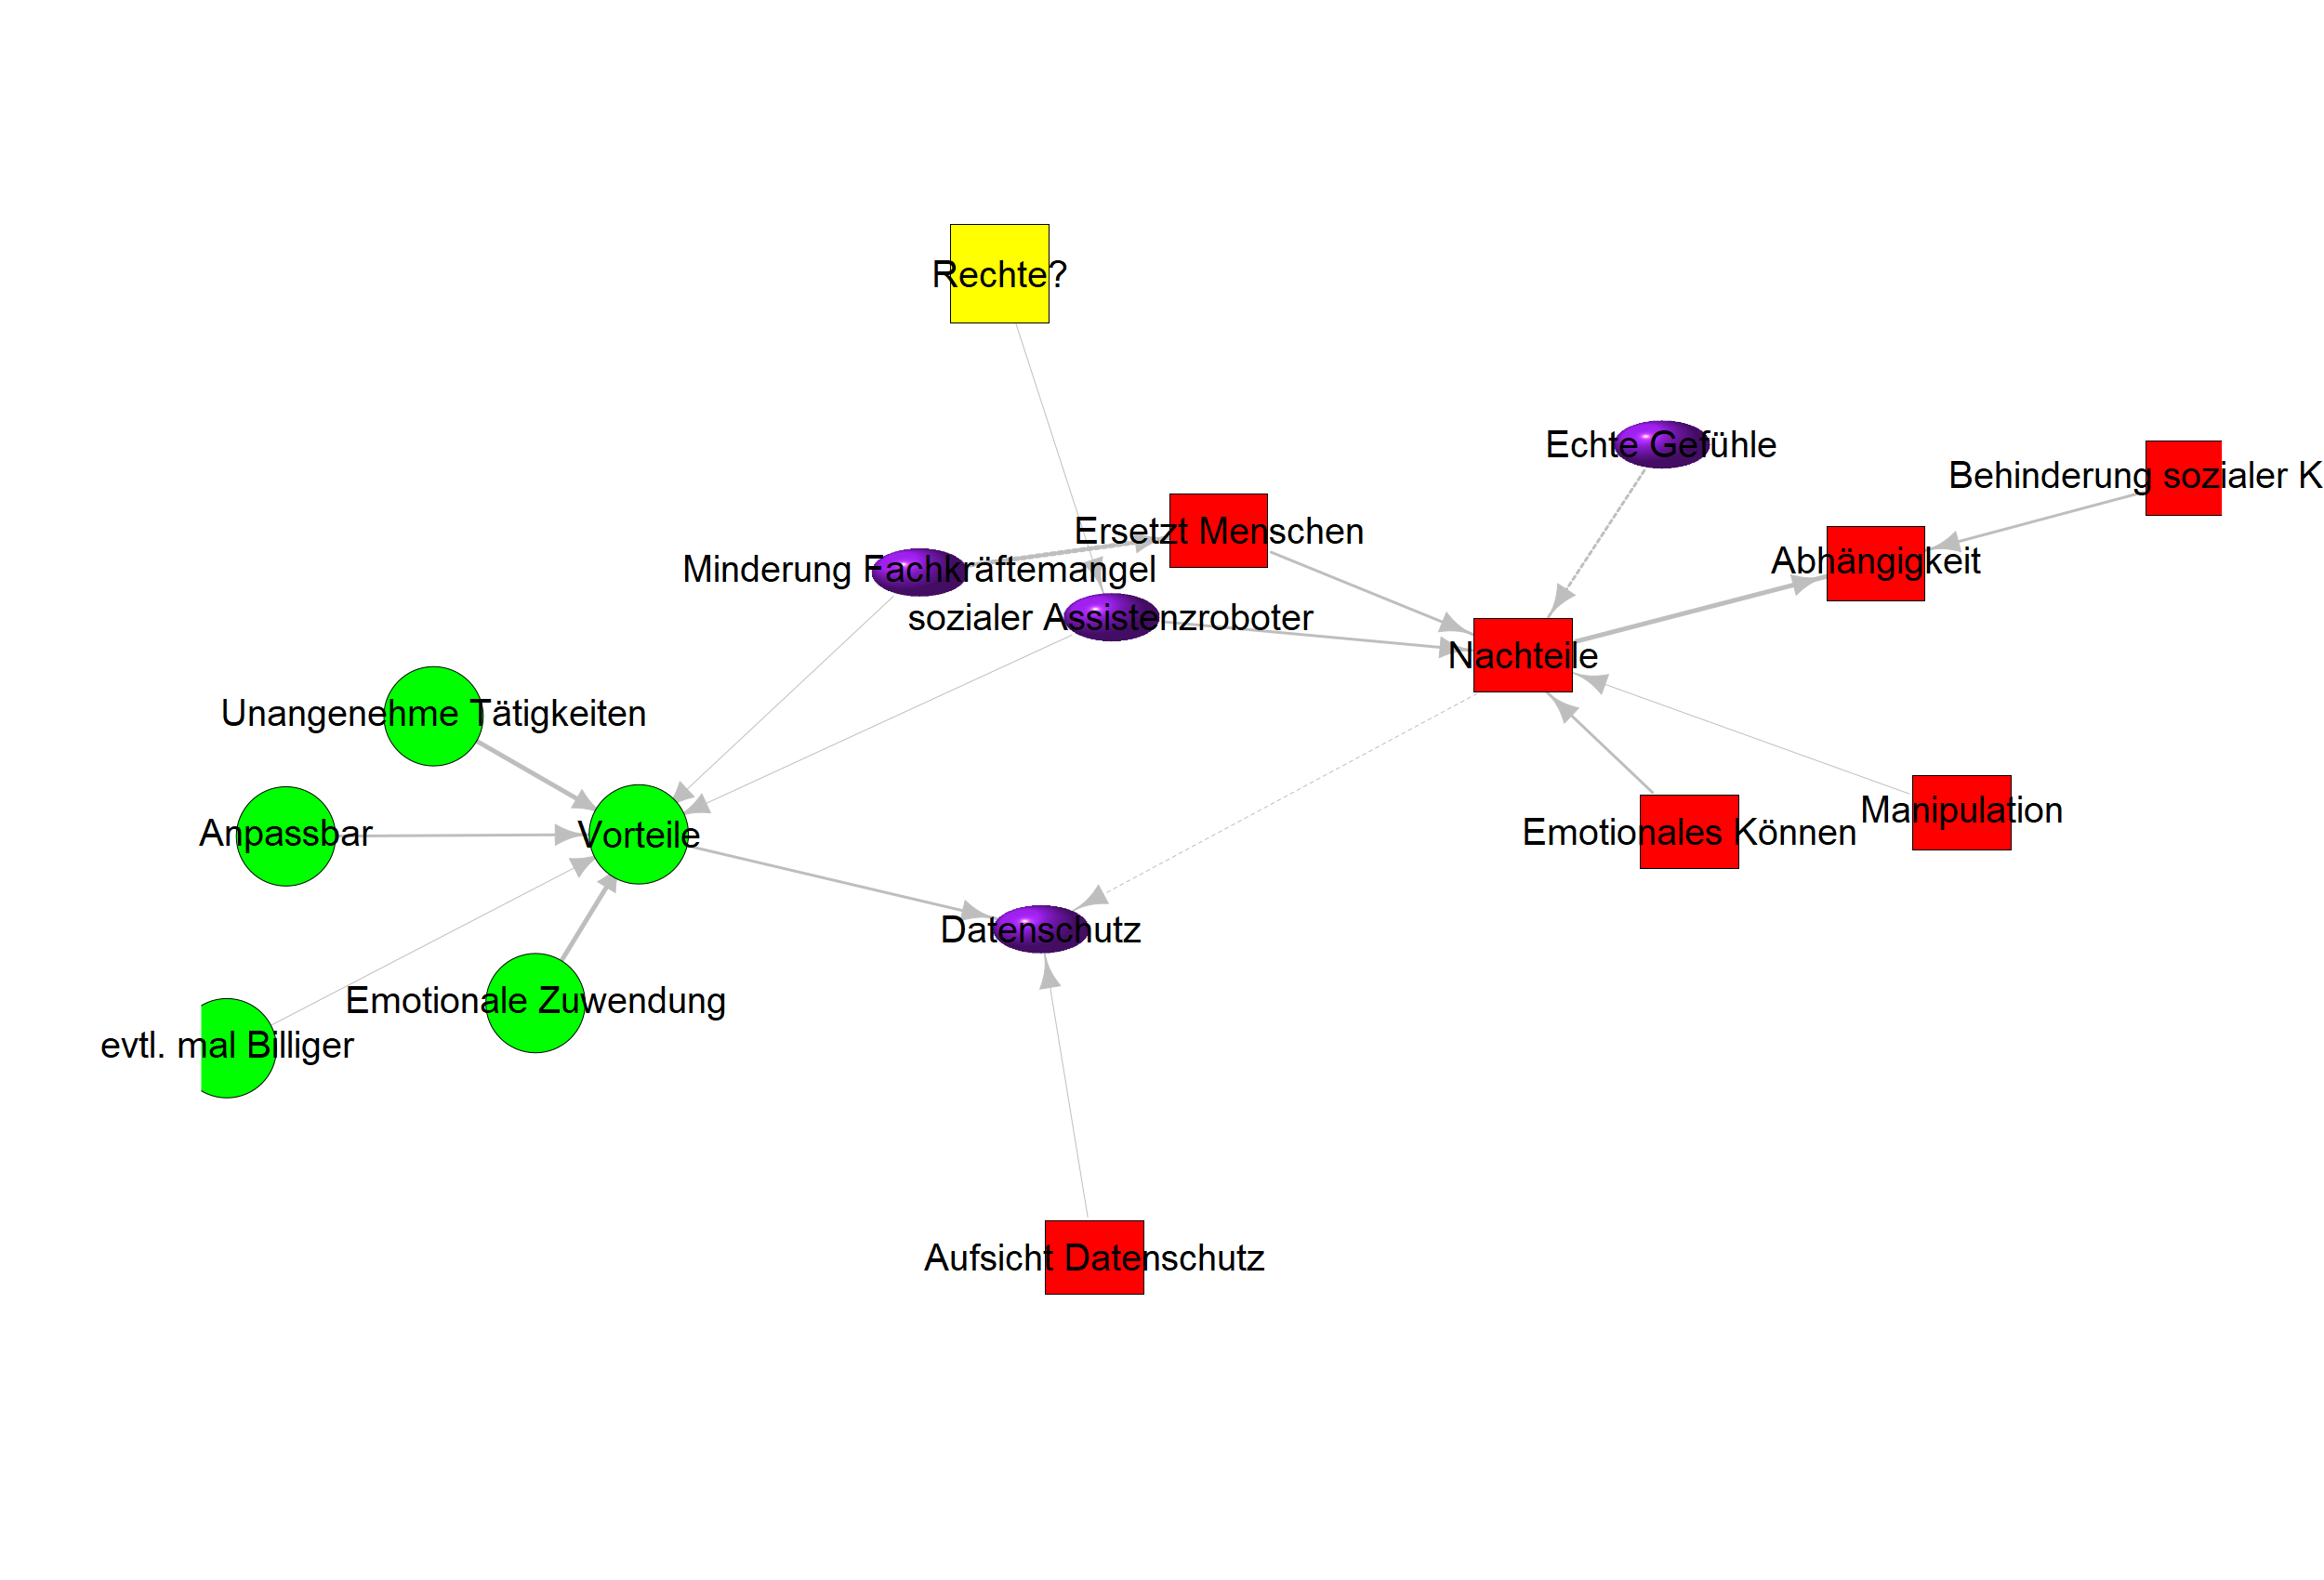 Rechte?
Echte Gefühle
Behinderung sozialer K
Ersetzt Menschen
Abhängigkeit
Minderung Fachkräftemangel
sozialer Assistenzroboter
Nachteile
Unangenehme Tätigkeiten
Manipulation
Anpassbar
Vorteile
Emotionales Können
Datenschutz
Emotionale Zuwendung
evtl. mal Billiger
Aufsicht Datenschutz